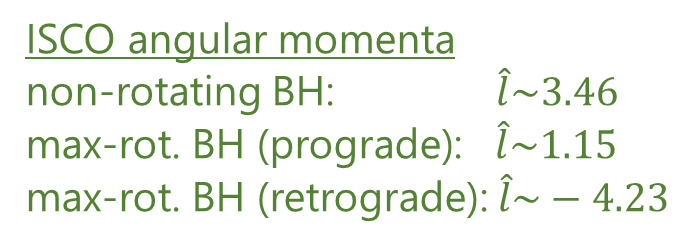 ISCO angular momenta
non-rotating BH: l̂~3.46
max-rot. BH (prograde): l̂~1.15
max-rot. BH (retrograde): l̂~ − 4.23